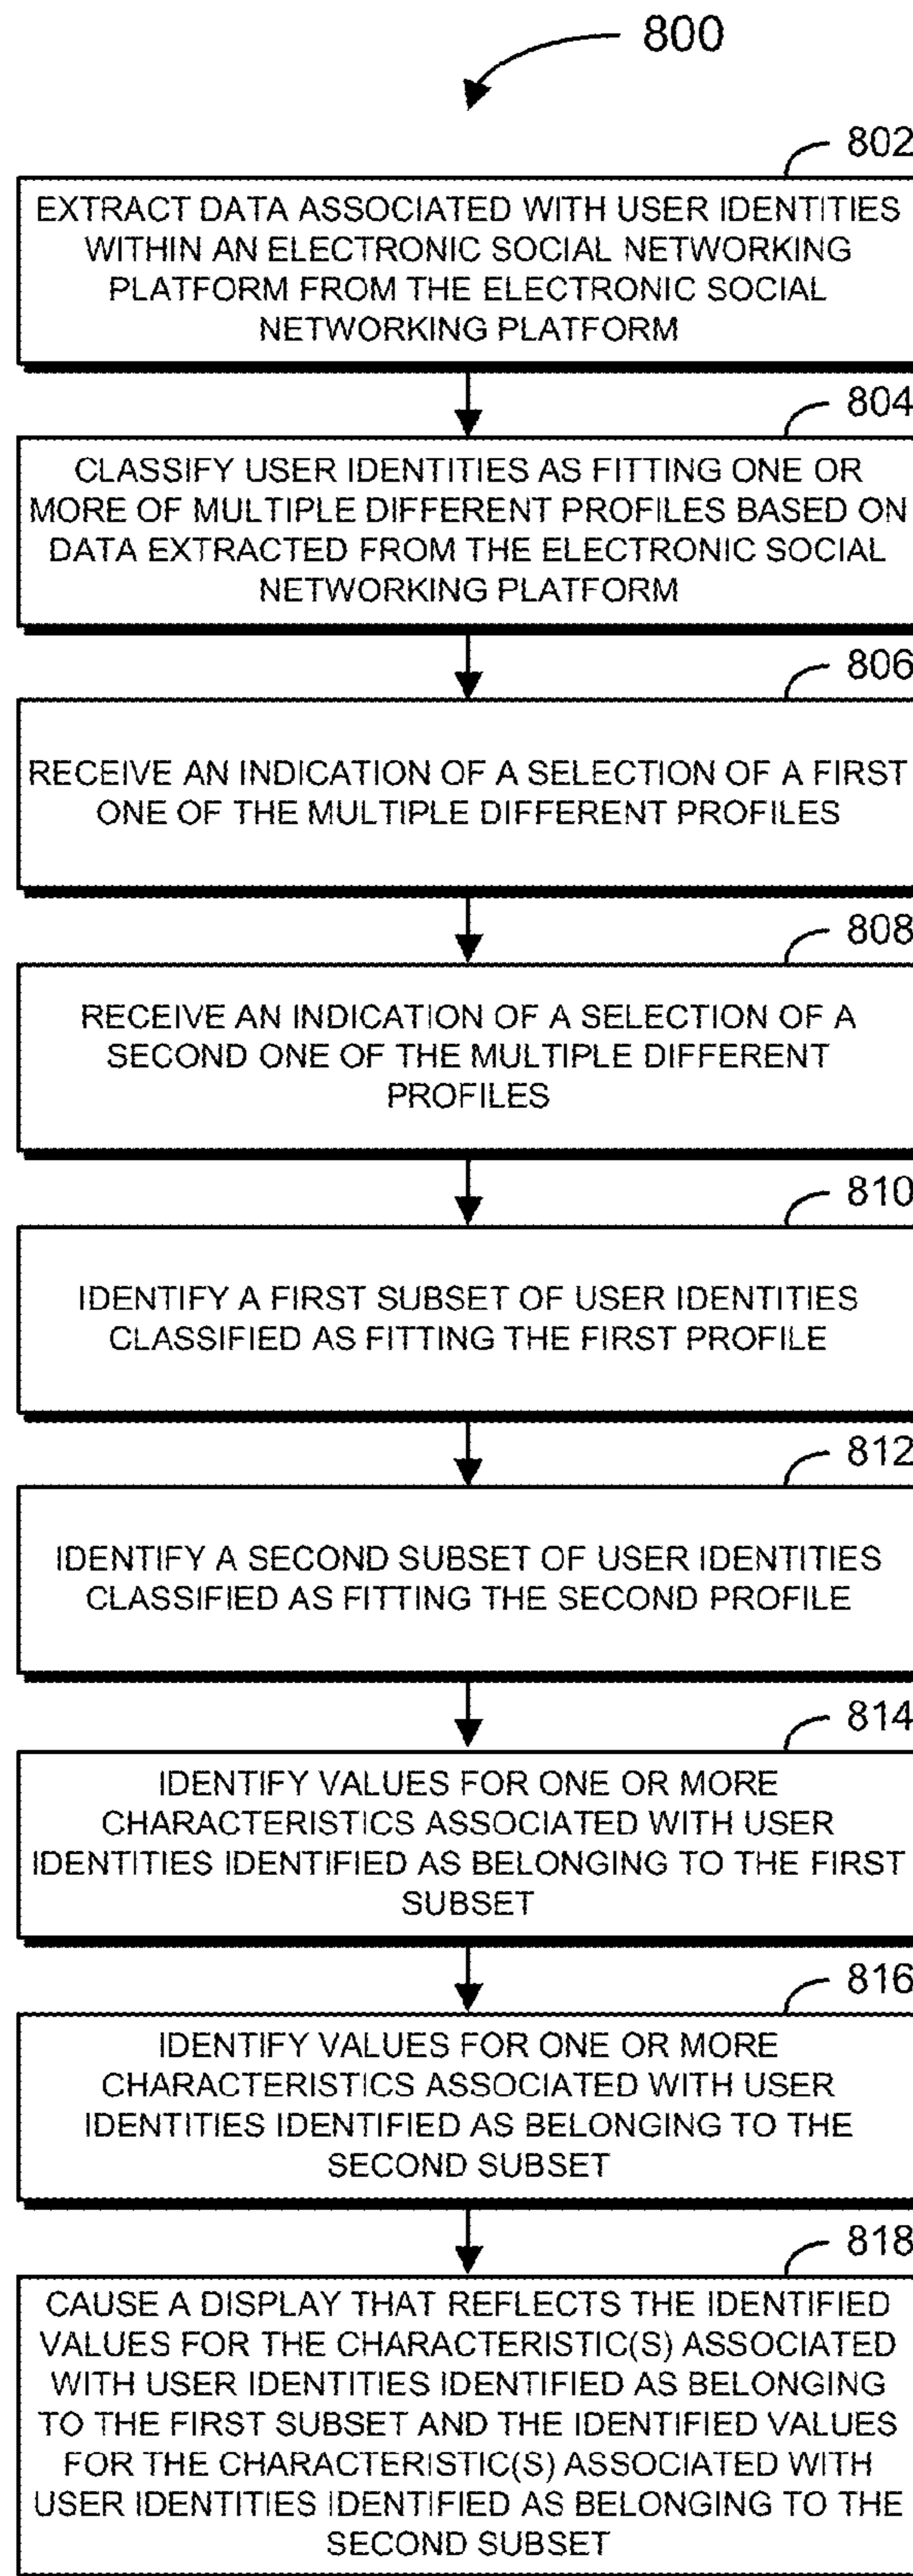 800
802
EXTRACT DATA ASSOCIATED WITH USER IDENTITIES
WITHIN AN ELECTRONIC SOCIAL NETWORKING
PLATFORM FROM THE ELECTRONIC SOCIAL
NETWORKING PLATFORM
804
CLASSIFY USER IDENTITIES AS FITTING ONE OR
MORE OF MULTIPLE DIFFERENT PROFILES BASED ON
DATA EXTRACTED FROM THE ELECTRONIC SOCIAL
NETWORKING PLATFORM
806
RECEIVE AN INDICATION OF A SELECTION OF A FIRST
ONE OF THE MULTIPLE DIFFERENT PROFILES
808
RECEIVE AN INDICATION OF A SELECTION OF A
SECOND ONE OF THE MULTIPLE DIFFERENT
PROFILES
810
IDENTIFY A FIRST SUBSET OF USER IDENTITIES
CLASSIFIED AS FITTING THE FIRST PROFILE
812
IDENTIFY A SECOND SUBSET OF USER IDENTITIES
CLASSIFIED AS FITTING THE SECOND PROFILE
814
IDENTIFY VALUES FOR ONE OR MORE
CHARACTERISTICS ASSOCIATED WITH USER
IDENTITIES IDENTIFIED AS BELONGING TO THE FIRST
SUBSET
816
IDENTIFY VALUES FOR ONE OR MORE
CHARACTERISTICS ASSOCIATED WITH USER
IDENTITIES IDENTIFIED AS BELONGING TO THE
SECOND SUBSET
818
CAUSE A DISPLAY THAT REFLECTS THE IDENTIFIED
VALUES FOR THE CHARACTERISTIC(S) ASSOCIATED
WITH USER IDENTITIES IDENTIFIED AS BELONGING
TO THE FIRST SUBSET AND THE IDENTIFIED VALUES
FOR THE CHARACTERISTIC(S) ASSOCIATED WITH
USER IDENTITIES IDENTIFIED AS BELONGING TO THE
SECOND SUBSET